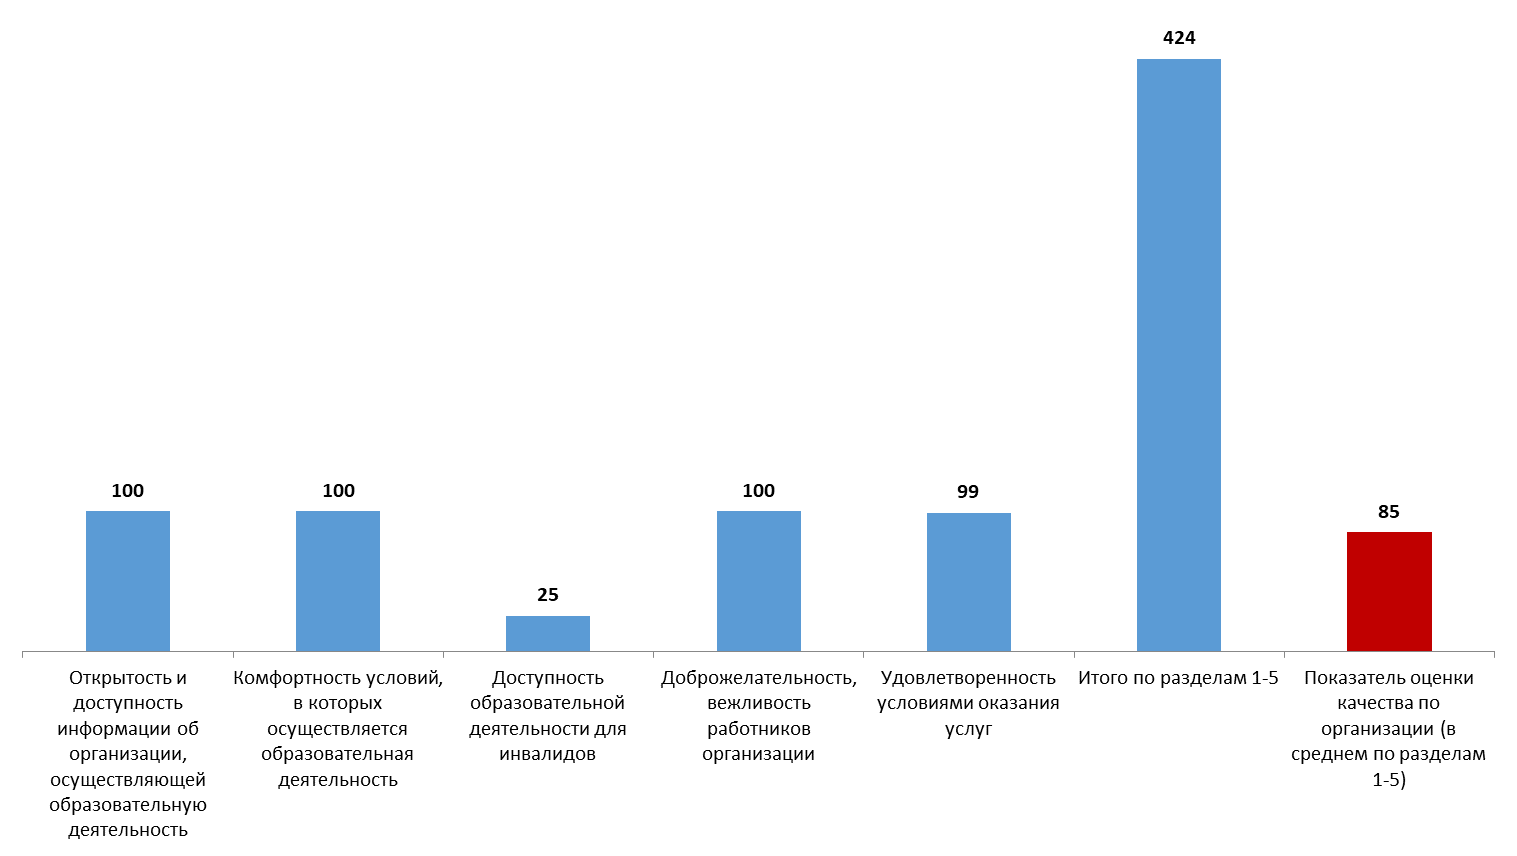 424
100
100
25
100
99
85
Открытость и
доступность
информации об
организации,
осуществляющей
образовательную
деятельность
Комфортность условий,
в которых
осуществляется
образовательная
деятельность
Доступность
образовательной
деятельности для
инвалидов
Доброжелательность,
вежливость
работников
организации
Удовлетворенность
условиями оказания
услуг
Итого по разделам 1-5
Показатель оценки
качества по
организации (в
среднем по разделам
1-5)